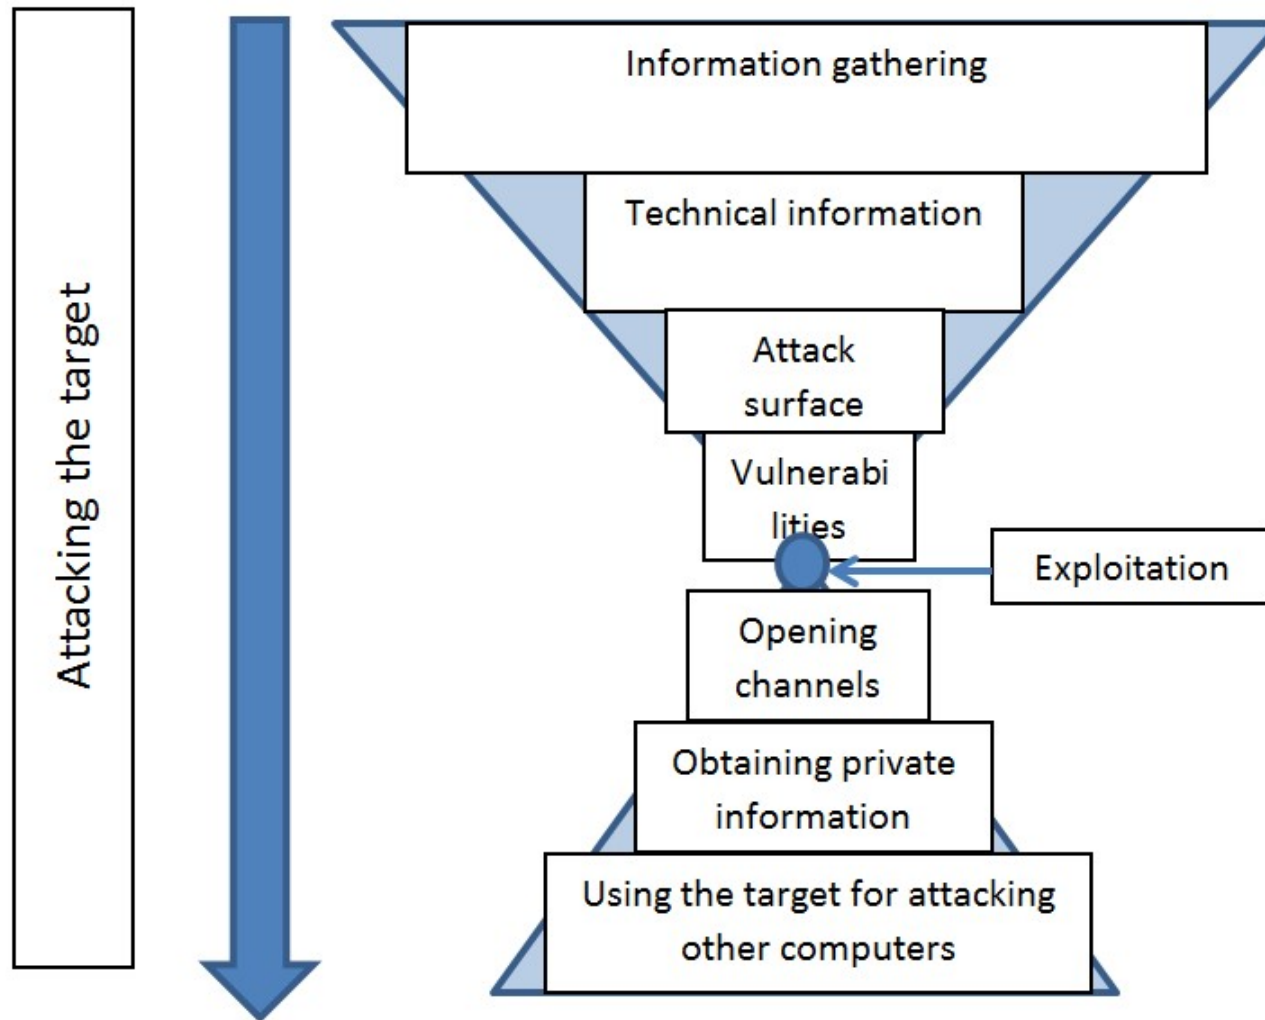 Attacking the target
Information gathering
Technical information
Attack
surface
Vulnerabi
lities
Exploitation
Opening
channels
Obtaining private
information
Using the target for attacking
other computers